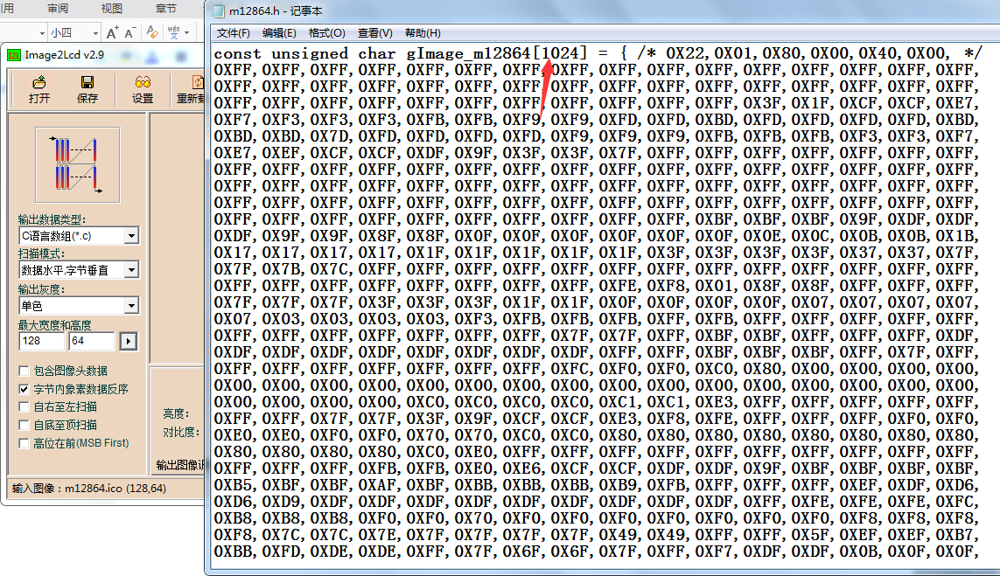 用 审阅 视图 章节
小四 A+ A- wén 文
Image2Lcd v2.9
打开 保存 设置 重新载
输出数据类型:
C语言数组(*.c)
扫描模式:
数据水平,字节垂直
输出灰度:
单色
最大宽度和高度
128 64
包含图像头数据
字节内象素数据反序
自右至左扫描
自底至顶扫描
高位在前(MSB First)
亮度:
对比度:
输出图像调
输入图像：m12864.ico (128,64)
m12864.h - 记事本
文件(F) 编辑(E) 格式(O) 查看(V) 帮助(H)
const unsigned char gImage_m12864[1024] = { /* 0X22,0X01,0X80,0X00,0X40,0X00, */
0XFF,0XFF,0XFF,0XFF,0XFF,0XFF,0XFF,0XFF,0XFF,0XFF,0XFF,0XFF,0XFF,0XFF,0XFF,0XFF,
0XFF,0XFF,0XFF,0XFF,0XFF,0XFF,0XFF,0XFF,0XFF,0XFF,0XFF,0XFF,0XFF,0XFF,0XFF,0XFF,
0XFF,0XFF,0XFF,0XFF,0XFF,0XFF,0XFF,0XFF,0XFF,0XFF,0XFF,0X3F,0X1F,0XCF,0XCF,0XE7,
0XF7,0XF3,0XF3,0XF3,0XFB,0XFB,0XF9,0XF9,0XFD,0XFD,0XBD,0XFD,0XFD,0XFD,0XFD,0XBD,
0XBD,0XBD,0X7D,0XFD,0XFD,0XFD,0XFD,0XF9,0XF9,0XF9,0XFB,0XFB,0XFB,0XF3,0XF3,0XF7,
0XE7,0XEF,0XCF,0XCF,0XDF,0X9F,0X3F,0X3F,0X7F,0XFF,0XFF,0XFF,0XFF,0XFF,0XFF,0XFF,
0XFF,0XFF,0XFF,0XFF,0XFF,0XFF,0XFF,0XFF,0XFF,0XFF,0XFF,0XFF,0XFF,0XFF,0XFF,0XFF,
0XFF,0XFF,0XFF,0XFF,0XFF,0XFF,0XFF,0XFF,0XFF,0XFF,0XFF,0XFF,0XFF,0XFF,0XFF,0XFF,
0XFF,0XFF,0XFF,0XFF,0XFF,0XFF,0XFF,0XFF,0XFF,0XFF,0XFF,0XFF,0XFF,0XFF,0XFF,0XFF,
0XFF,0XFF,0XFF,0XFF,0XFF,0XFF,0XFF,0XFF,0XFF,0XFF,0XBF,0XBF,0XBF,0X9F,0XDF,0XDF,
0XDF,0X9F,0X9F,0X8F,0X8F,0X0F,0X0F,0X0F,0X0F,0X0F,0X0F,0X0E,0X0C,0X0B,0X0B,0X1B,
0X17,0X17,0X17,0X17,0X1F,0X1F,0X1F,0X1F,0X1F,0X3F,0X3F,0X3F,0X3F,0X37,0X37,0X7F,
0X7F,0X7B,0X7C,0XFF,0XFF,0XFF,0XFF,0XFF,0XFF,0XFF,0XFF,0XFF,0XFF,0XFF,0XFF,0XFF,
0XFF,0XFF,0XFF,0XFF,0XFF,0XFF,0XFF,0XFF,0XFE,0XF8,0X01,0X8F,0X8F,0XFF,0XFF,0XFF,
0X7F,0X7F,0X7F,0X3F,0X3F,0X3F,0X1F,0X1F,0X0F,0X0F,0X0F,0X0F,0X07,0X07,0X07,0X07,
0X07,0X03,0X03,0X03,0X03,0XF3,0XFB,0XFB,0XFB,0XFF,0XFB,0XFF,0XFF,0XFF,0XFF,0XFF,
0XFF,0XFF,0XFF,0XFF,0XFF,0XFF,0XFF,0X7F,0X7F,0XFF,0XBF,0XBF,0XFF,0XFF,0XFF,0XDF,
0XDF,0XDF,0XDF,0XDF,0XDF,0XDF,0XDF,0XDF,0XFF,0XFF,0XBF,0XBF,0XBF,0XFF,0X7F,0XFF,
0XFF,0XFF,0XFF,0XFF,0XFF,0XFF,0XFF,0XFC,0XF0,0XF0,0XC0,0X80,0X00,0X00,0X00,0X00,
0X00,0X00,0X00,0X00,0X00,0X00,0X00,0X00,0X00,0X00,0X00,0X00,0X00,0X00,0X00,0X00,
0X00,0X00,0X00,0X00,0XC0,0XC0,0XC0,0XC0,0XC1,0XC1,0XE3,0XFF,0XFF,0XFF,0XFF,0XFF,
0XFF,0XFF,0X7F,0X7F,0X3F,0X9F,0XCF,0XCF,0XE3,0XF8,0XFE,0XFF,0XFF,0XFF,0XCF,0XF0,
0XE0,0XE0,0XF0,0XF0,0X70,0X70,0XC0,0XC0,0X80,0X80,0X80,0X80,0X80,0X80,0X80,0X80,
0X80,0X80,0X80,0X80,0XC0,0XE0,0XFF,0XFF,0XFF,0XFF,0XFF,0XFF,0XFF,0XFF,0XFF,0XFF,
0XFF,0XFF,0XFF,0XFB,0XFB,0XE0,0XE6,0XCF,0XCF,0XDF,0XDF,0X9F,0XBF,0XBF,0XBF,0XBF,
0XB5,0XBF,0XBF,0XAF,0XBF,0XBB,0XBB,0XBB,0XB9,0XFB,0XFF,0XFF,0XFF,0XEF,0XDF,0XD6,
0XD6,0XD9,0XDF,0XDF,0XDF,0XDF,0XDF,0XDF,0XDF,0XDF,0XDF,0XFF,0XFE,0XFE,0XFE,0XFC,
0XB8,0XB8,0XB8,0XF0,0XF0,0X70,0XF0,0XF0,0XF0,0XF0,0XF0,0XF0,0XF8,0XF8,0XF8,0XF8,
0XF8,0X7C,0X7C,0X7E,0X7F,0X7F,0X7F,0X7F,0X49,0X49,0XFF,0XFF,0X5F,0XEF,0XEF,0XB7,
0XBB,0XFD,0XDE,0XDE,0XFF,0X7F,0X6F,0X6F,0X7F,0XFF,0XF7,0XDF,0XDF,0X0B,0X0F,0X0F,